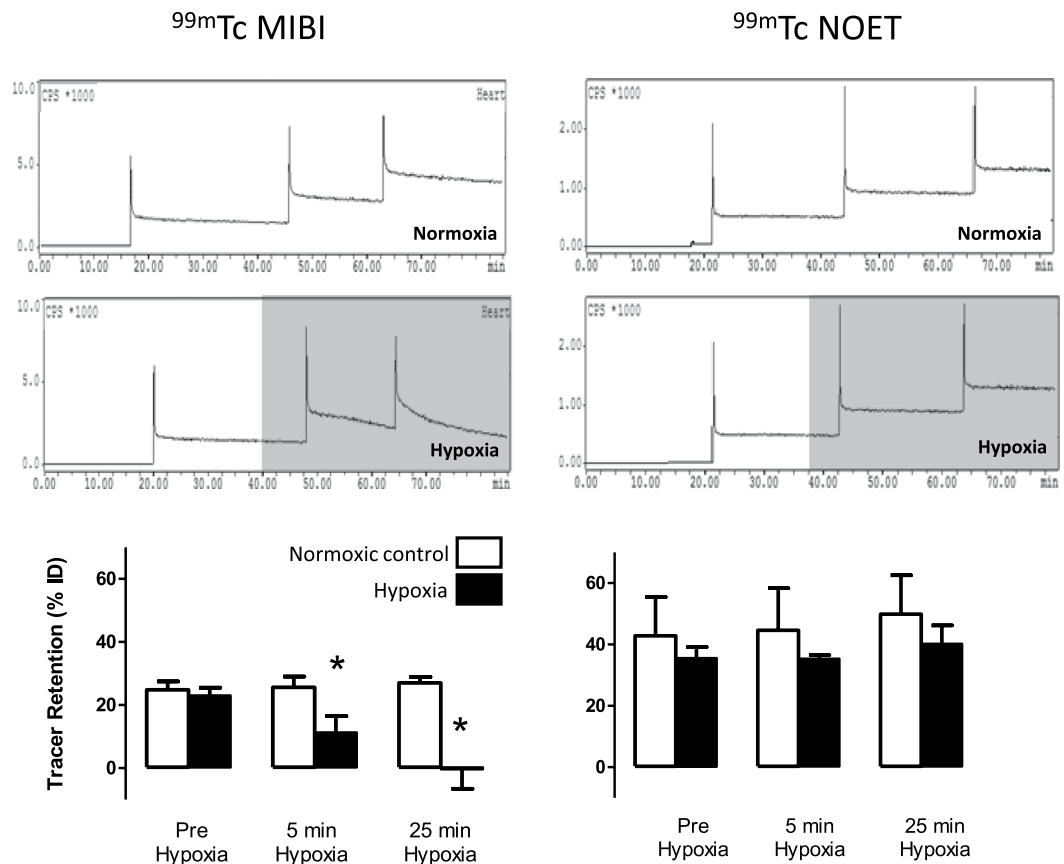 99mTc MIBI
99mTc NOET
10.0
CPS *1000
Heart
5.0
0.0
Normoxia
0.00 10.00 20.00 30.00 40.00 50.00 60.00 70.00 min
CPS *1000
2.00
1.00
0.00
Normoxia
0.00 10.00 20.00 30.00 40.00 50.00 60.00 70.00 min
10.0
CPS *1000
Heart
5.0
0.0
Hypoxia
0.00 10.00 20.00 30.00 40.00 50.00 60.00 70.00 min
CPS *1000
2.00
1.00
0.00
Hypoxia
0.00 10.00 20.00 30.00 40.00 50.00 60.00 70.00 min
Tracer Retention (% ID)
60
40
20
0
Normoxic control
Hypoxia
*
*
Pre
Hypoxia
5 min
Hypoxia
25 min
Hypoxia
60
40
20
0
Pre
Hypoxia
5 min
Hypoxia
25 min
Hypoxia